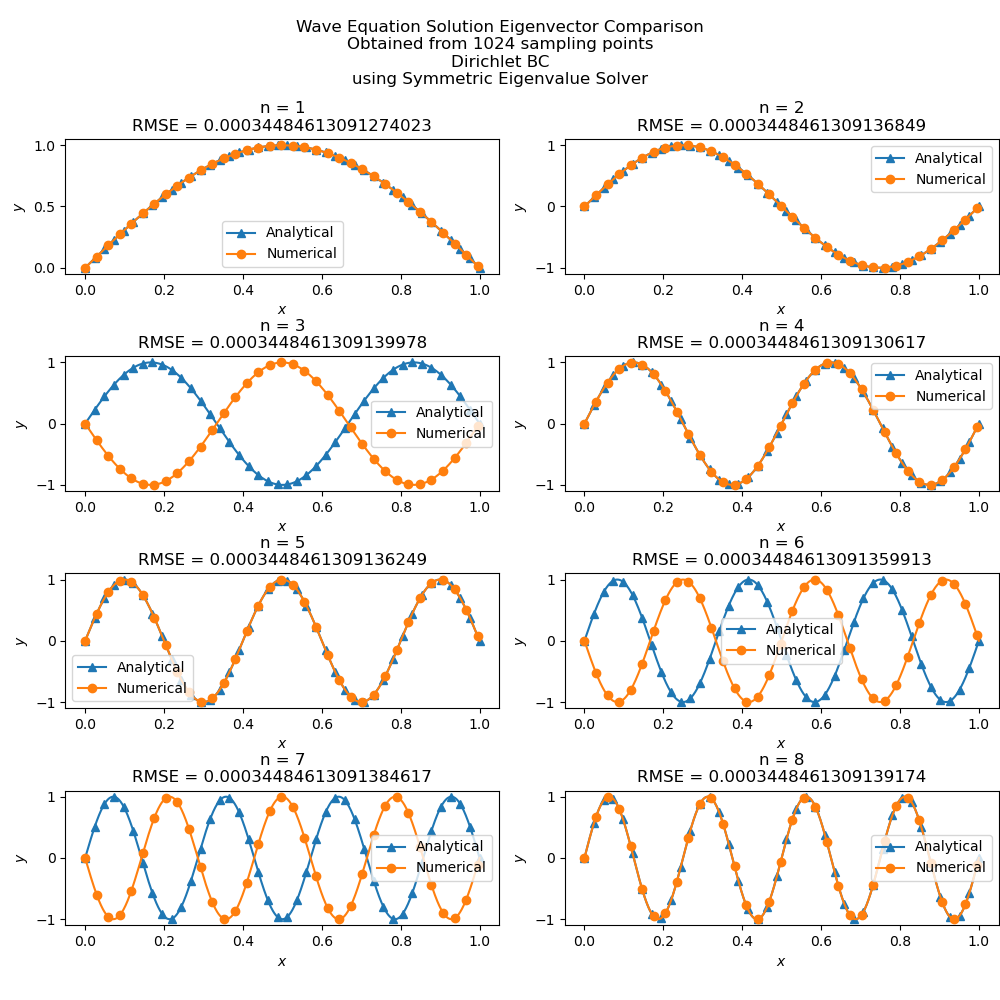 Wave Equation Solution Eigenvector Comparison
Obtained from 1024 sampling points
Dirichlet BC
using Symmetric Eigenvalue Solver
n = 1
RMSE = 0.00034484613091274023
1.0
0.5
0.0
y
Analytical
Numerical
0.0 0.2 0.4 0.6 0.8 1.0
x
n = 2
RMSE = 0.0003448461309136849
1
0
−1
y
Analytical
Numerical
0.0 0.2 0.4 0.6 0.8 1.0
x
n = 3
RMSE = 0.0003448461309139978
1
0
−1
y
Analytical
Numerical
0.0 0.2 0.4 0.6 0.8 1.0
x
n = 4
RMSE = 0.0003448461309130617
1
0
−1
y
Analytical
Numerical
0.0 0.2 0.4 0.6 0.8 1.0
x
n = 5
RMSE = 0.0003448461309136249
1
0
−1
y
Analytical
Numerical
0.0 0.2 0.4 0.6 0.8 1.0
x
n = 6
RMSE = 0.00034484613091359913
1
0
−1
y
Analytical
Numerical
0.0 0.2 0.4 0.6 0.8 1.0
x
n = 7
RMSE = 0.00034484613091384617
1
0
−1
y
Analytical
Numerical
0.0 0.2 0.4 0.6 0.8 1.0
x
n = 8
RMSE = 0.0003448461309139174
1
0
−1
y
Analytical
Numerical
0.0 0.2 0.4 0.6 0.8 1.0
x